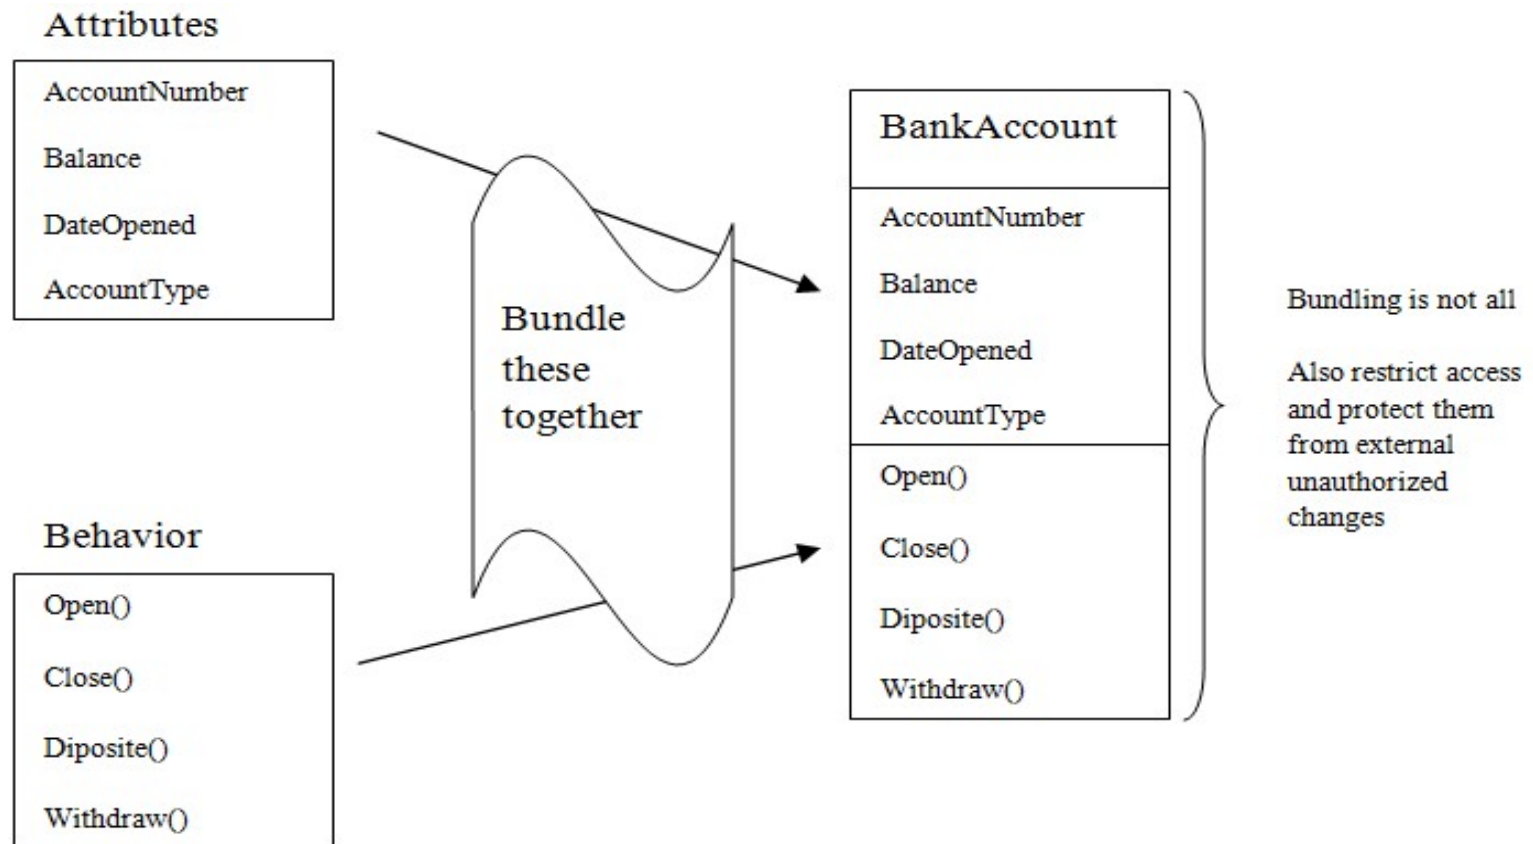 Attributes
AccountNumber
Balance
DateOpened
AccountType
Behavior
Open()
Close()
Diposite()
Withdraw()
Bundle
these
together
BankAccount
AccountNumber
Balance
DateOpened
AccountType
Open()
Close()
Diposite()
Withdraw()
Bundling is not all
Also restrict access
and protect them
from external
unauthorized
changes